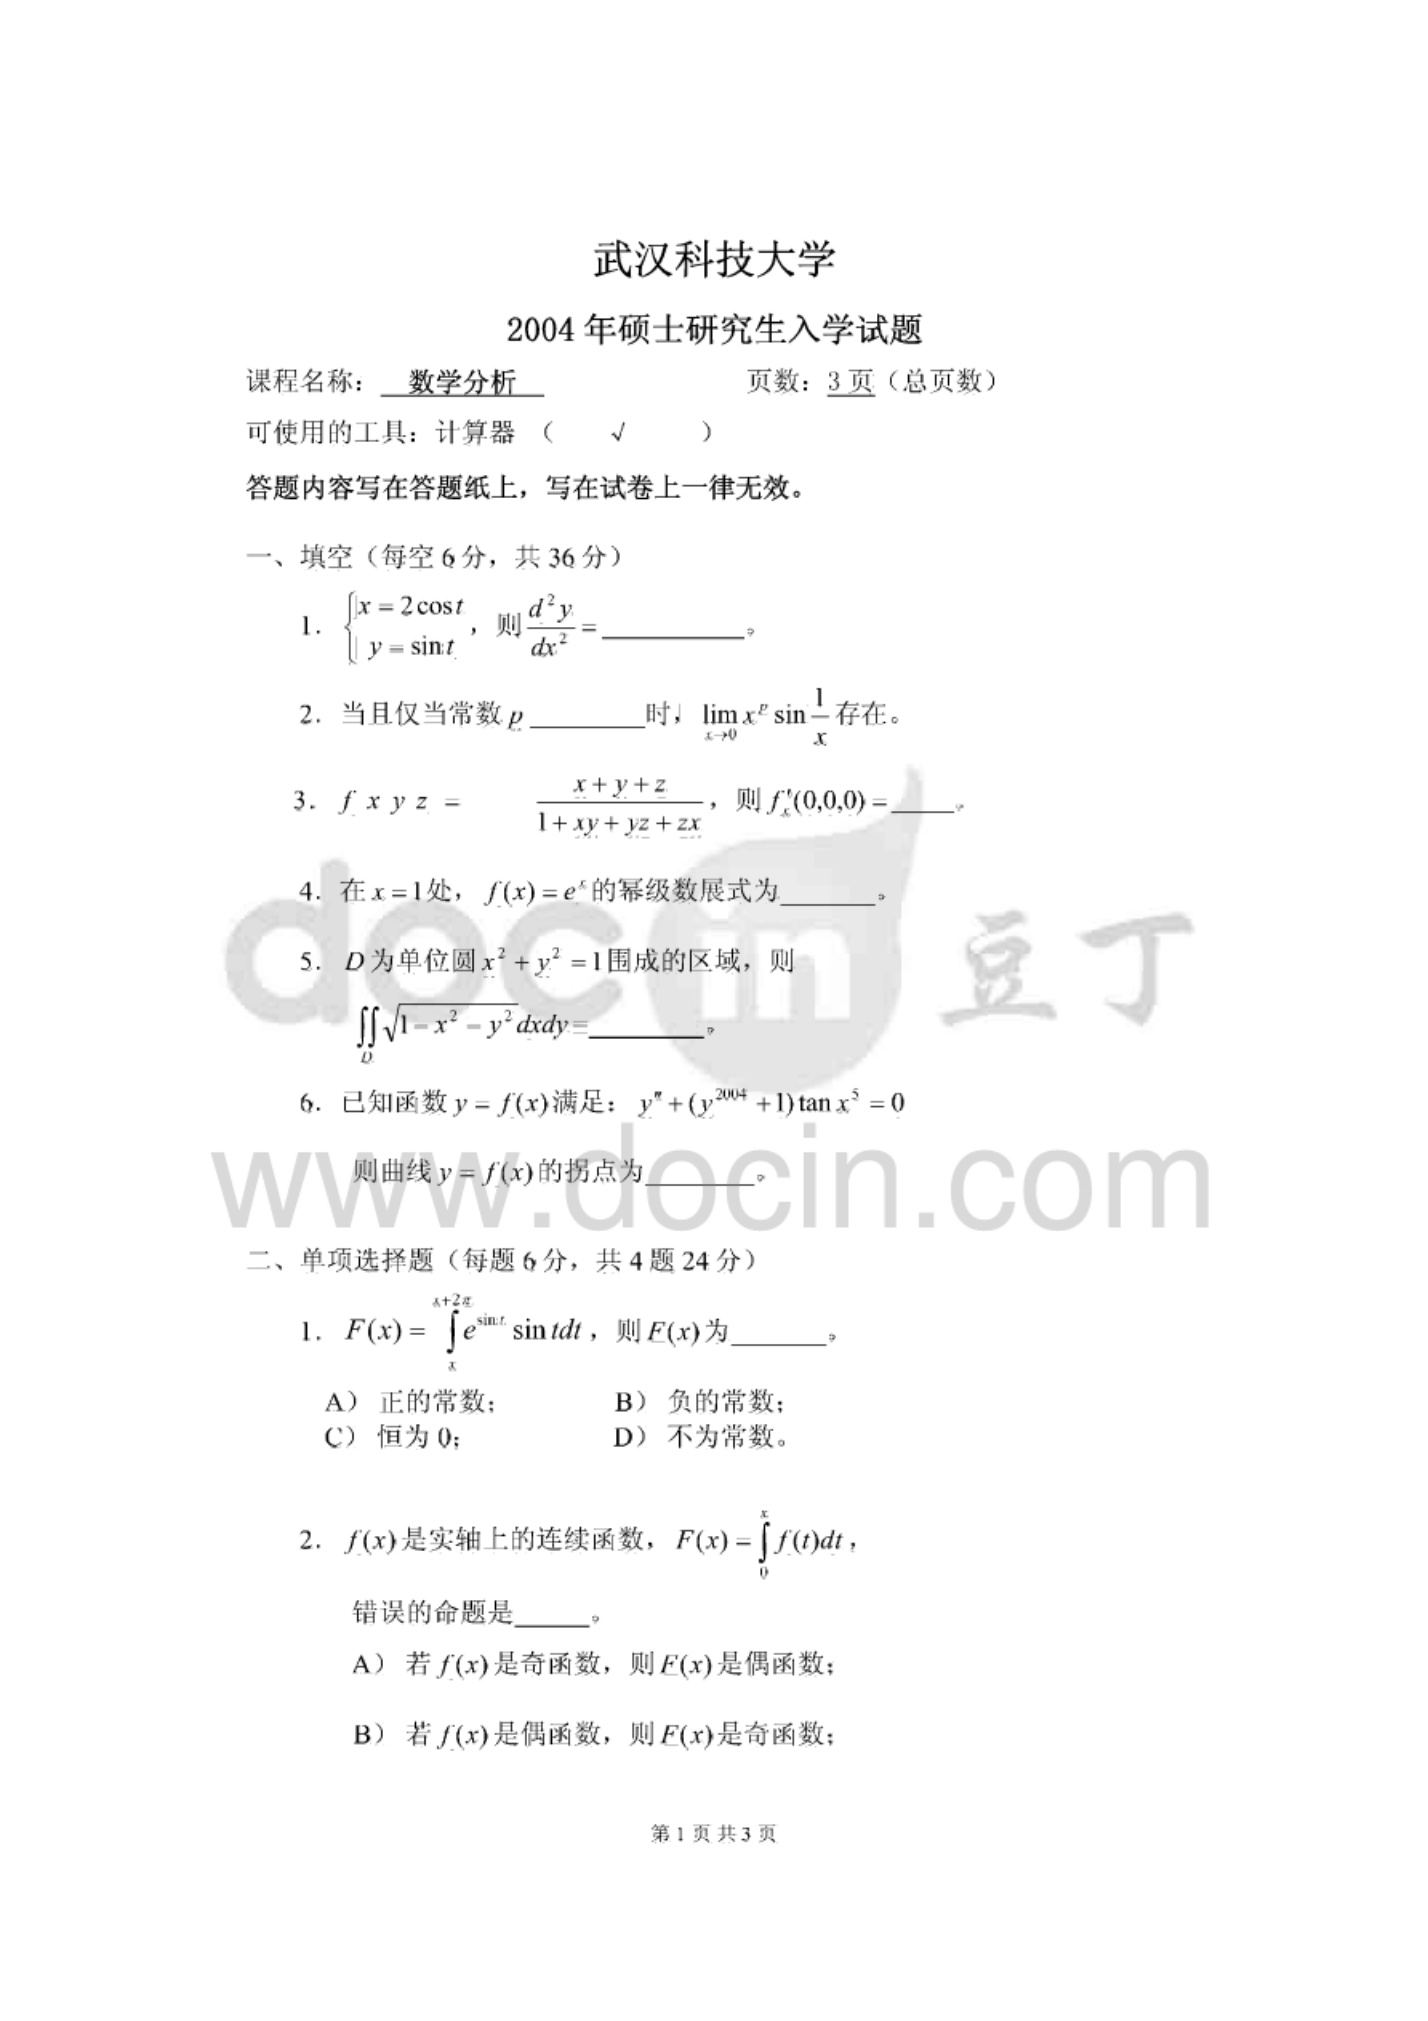 武汉科技大学
2004 年硕士研究生入学试题
课程名称： 数学分析 页数：3 页（总页数）
可使用的工具：计算器 （ √ ）
答题内容写在答题纸上，写在试卷上一律无效。
一、填空（每空 6 分，共 36 分）
1. { x = 2cos t, y = sin t ，则 d²y/dx² = ________。
2. 当且仅当常数 p ________时，lim_{x→0} x^p sin 1/x 存在。
3. f x y z = (x + y + z)/(1 + xy + yz + zx)，则 f'_x(0,0,0) = ____。
4. 在 x = 1处，f(x) = e^x 的幂级数展式为______。
5. D 为单位圆 x² + y² = 1围成的区域，则
∬_D √(1 − x² − y²) dxdy = ________。
6. 已知函数 y = f(x) 满足：y'' + (y^2004 + 1) tan x^5 = 0
则曲线 y = f(x) 的拐点为________。
二、单项选择题（每题 6 分，共 4 题 24 分）
1. F(x) = ∫_x^{x+2π} e^{sin t} sin tdt，则 F(x) 为______。
A） 正的常数； B） 负的常数；
C） 恒为 0； D） 不为常数。
2. f(x) 是实轴上的连续函数，F(x) = ∫_0^x f(t)dt，
错误的命题是_____。
A） 若 f(x) 是奇函数，则 F(x) 是偶函数；
B） 若 f(x) 是偶函数，则 F(x) 是奇函数；
第 1 页 共 3 页
docin 豆丁
www.docin.com